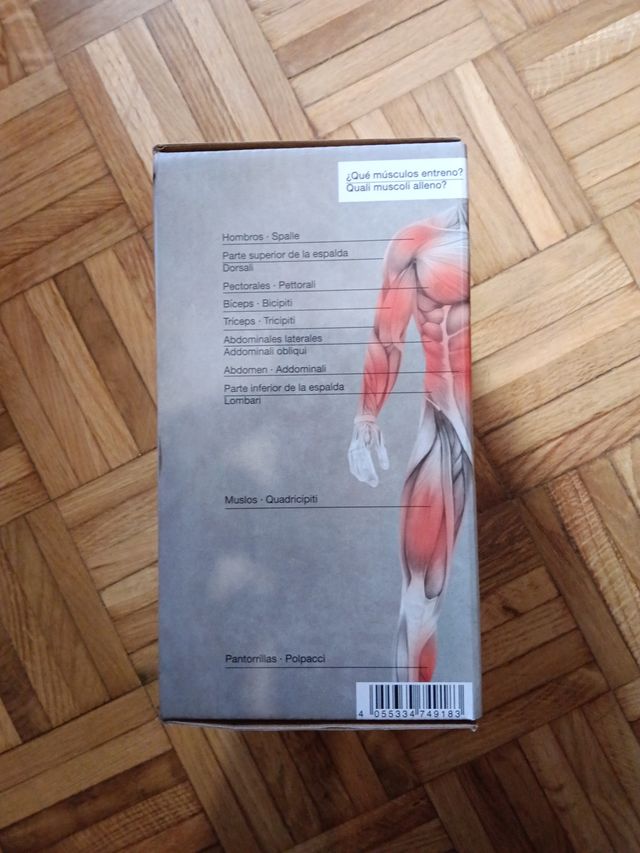 ¿Qué músculos entreno?
Quali muscoli alleno?
Hombros · Spalle
Parte superior de la espalda
Dorsali
Pectorales · Pettorali
Bíceps · Bicipiti
Tríceps · Tricipiti
Abdominales laterales
Addominali obliqui
Abdomen · Addominali
Parte inferior de la espalda
Lombari
Muslos · Quadricipiti
Pantorrillas · Polpacci
4 055334 749183